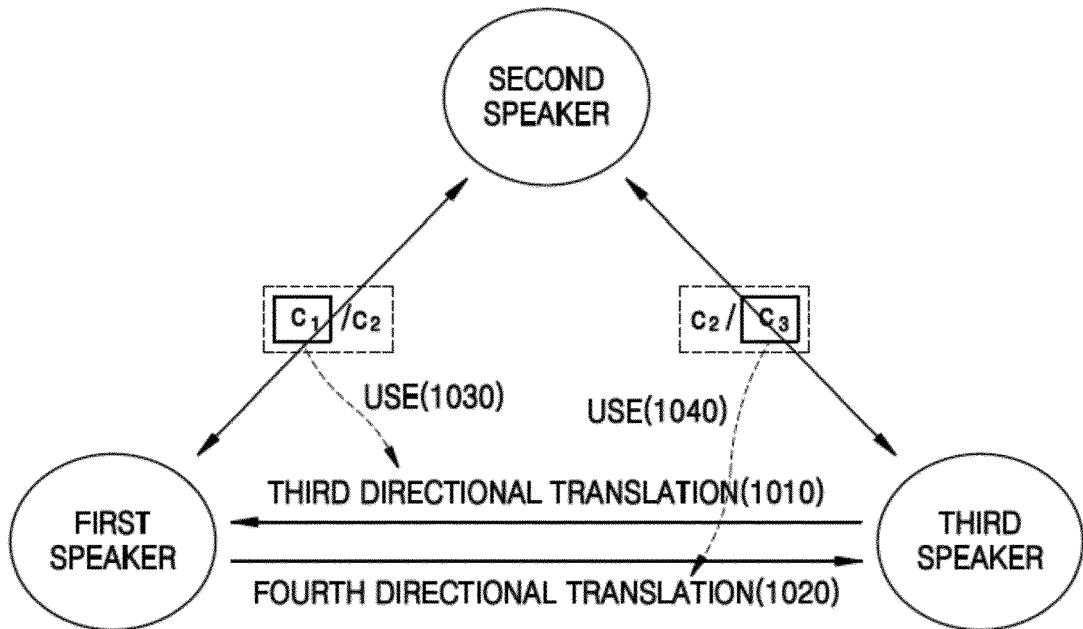 SECOND
SPEAKER
C₁ /C₂
C₂/ C₃
USE(1030)
USE(1040)
THIRD DIRECTIONAL TRANSLATION(1010)
FIRST
SPEAKER
THIRD
SPEAKER
FOURTH DIRECTIONAL TRANSLATION(1020)